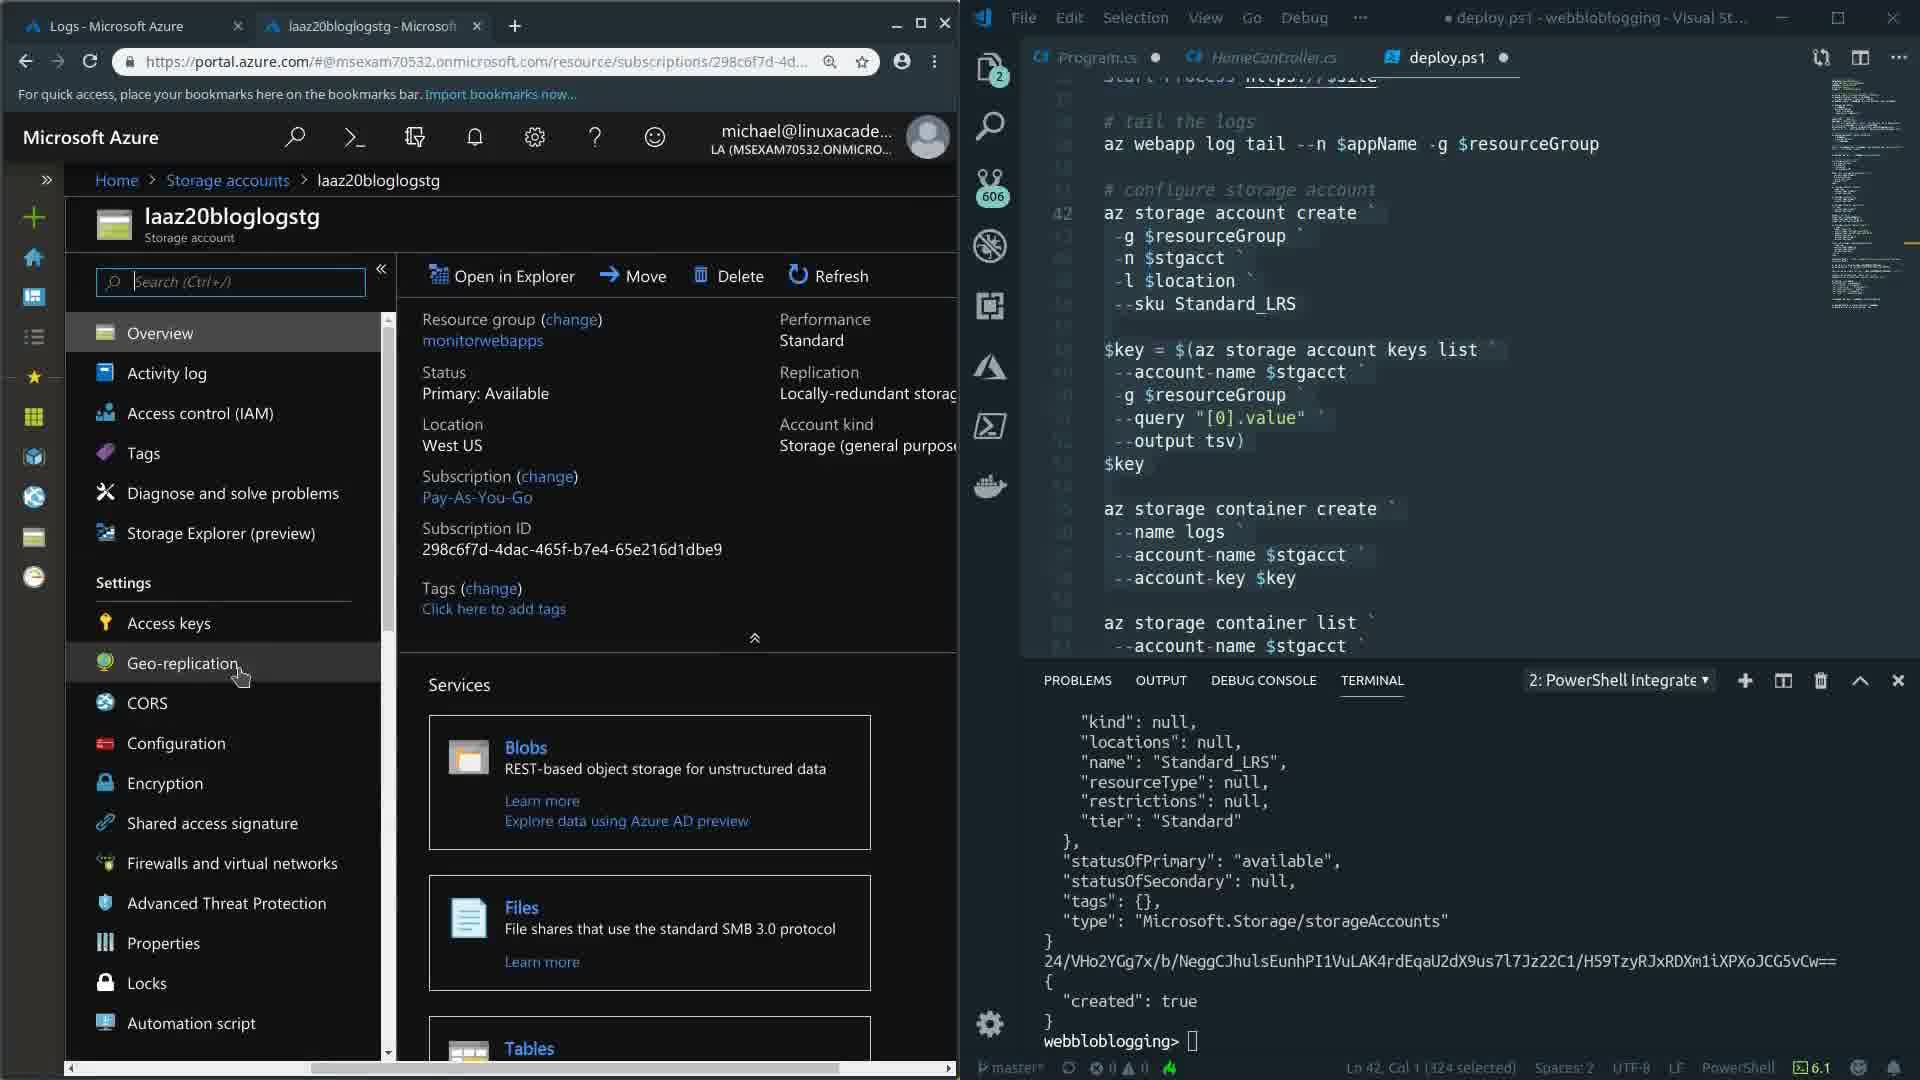 Logs - Microsoft Azure
laaz20bloglogstg - Microsoft
https://portal.azure.com/#@msexam70532.onmicrosoft.com/resource/subscriptions/298c6f7d-4d...
For quick access, place your bookmarks here on the bookmarks bar. Import bookmarks now...
Microsoft Azure
michael@linuxacade...
LA (MSEXAM70532.ONMICRO...
Home > Storage accounts > laaz20bloglogstg
laaz20bloglogstg
Storage account
Search (Ctrl+/)
Overview
Activity log
Access control (IAM)
Tags
Diagnose and solve problems
Storage Explorer (preview)
Settings
Access keys
Geo-replication
CORS
Configuration
Encryption
Shared access signature
Firewalls and virtual networks
Advanced Threat Protection
Properties
Locks
Automation script
Open in Explorer
Move
Delete
Refresh
Resource group (change)
monitorwebapps
Status
Primary: Available
Location
West US
Subscription (change)
Pay-As-You-Go
Subscription ID
298c6f7d-4dac-465f-b7e4-65e216d1dbe9
Tags (change)
Click here to add tags
Performance
Standard
Replication
Locally-redundant storag
Account kind
Storage (general purpose
Services
Blobs
REST-based object storage for unstructured data
Learn more
Explore data using Azure AD preview
Files
File shares that use the standard SMB 3.0 protocol
Learn more
Tables
File Edit Selection View Go Debug ...
● deploy.ps1 - webbloblogging - Visual St...
Program.cs
HomeController.cs
deploy.ps1
2
606
# tail the logs
az webapp log tail --n $appName -g $resourceGroup
# configure storage account
42 az storage account create `
-g $resourceGroup `
-n $stgacct `
-l $location `
--sku Standard_LRS
$key = $(az storage account keys list `
--account-name $stgacct `
-g $resourceGroup `
--query "[0].value" `
--output tsv)
$key
az storage container create `
--name logs `
--account-name $stgacct `
--account-key $key
az storage container list `
--account-name $stgacct `
PROBLEMS OUTPUT DEBUG CONSOLE TERMINAL
2: PowerShell Integrate
"kind": null,
"locations": null,
"name": "Standard_LRS",
"resourceType": null,
"restrictions": null,
"tier": "Standard"
},
"statusOfPrimary": "available",
"statusOfSecondary": null,
"tags": {},
"type": "Microsoft.Storage/storageAccounts"
}
24/VHo2YGg7x/b/NeggCJhulsEunhPI1VuLAK4rdEqaU2dX9us7l7Jz22C1/H59TzyRJxRDXm1iXPXoJCG5vCw==
{
"created": true
}
webbloblogging>
master*
0 0
Ln 42, Col 1 (324 selected)
Spaces: 2
UTF-8
LF
PowerShell
6.1